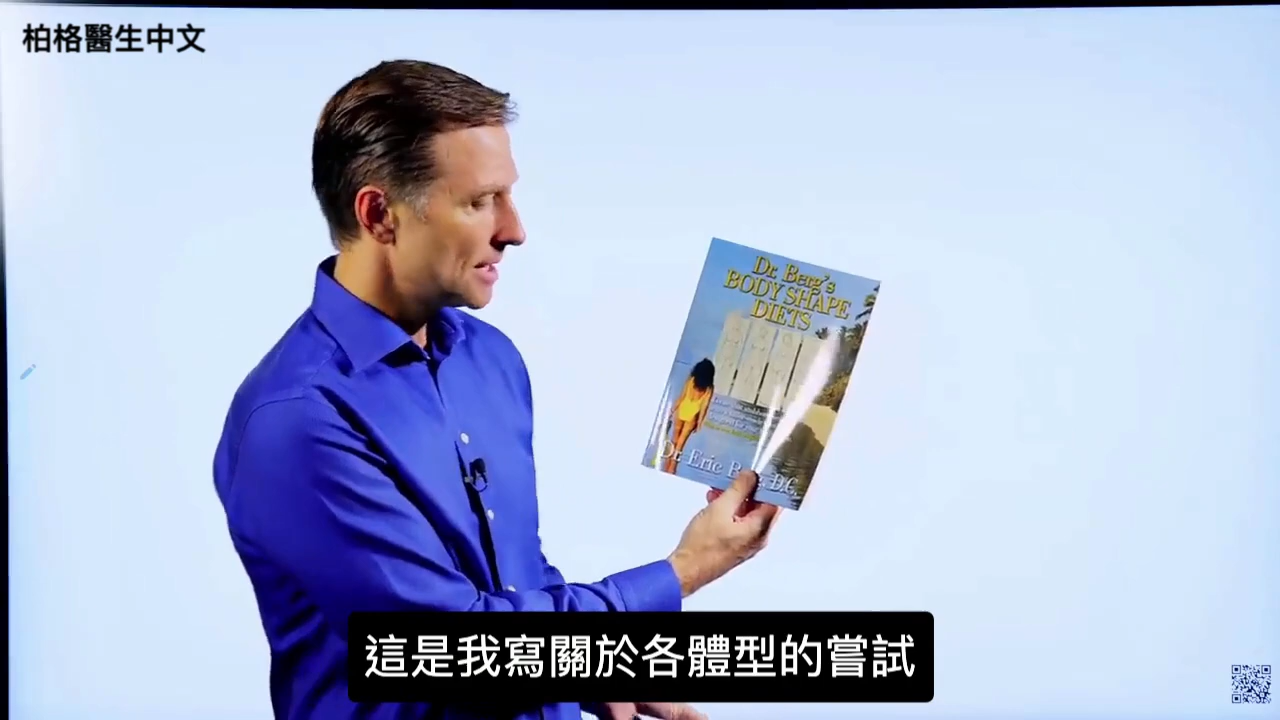 柏格醫生中文
Dr. Berg's
BODY SHAPE
DIETS
Dr. Eric
D.C.
這是我寫關於各體型的嘗試